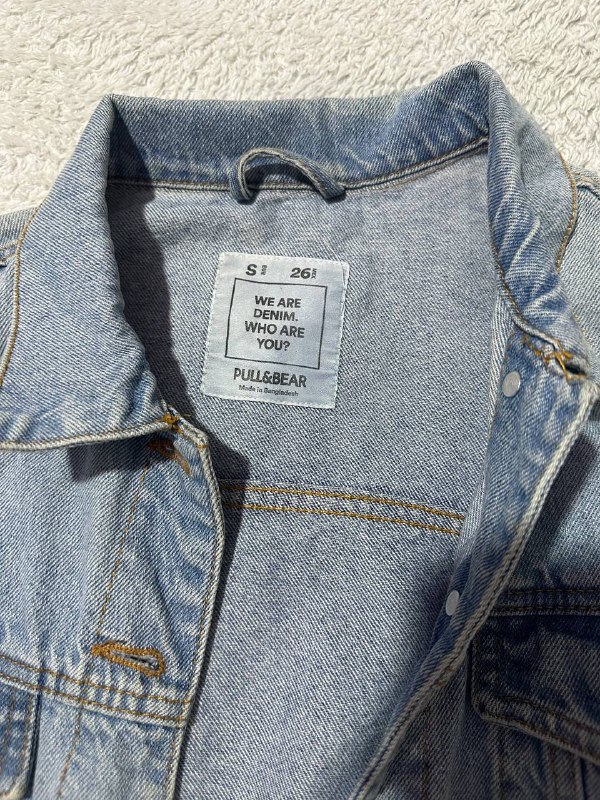 S 26
WE ARE
DENIM.
WHO ARE
YOU?
PULL&BEAR
Made in Bangladesh